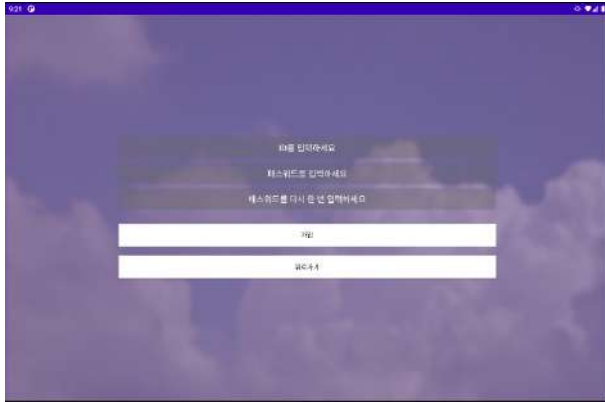 9:21
ID를 입력하세요
패스워드를 입력하세요
패스워드를 다시 한 번 입력하세요
가입
뒤로가기